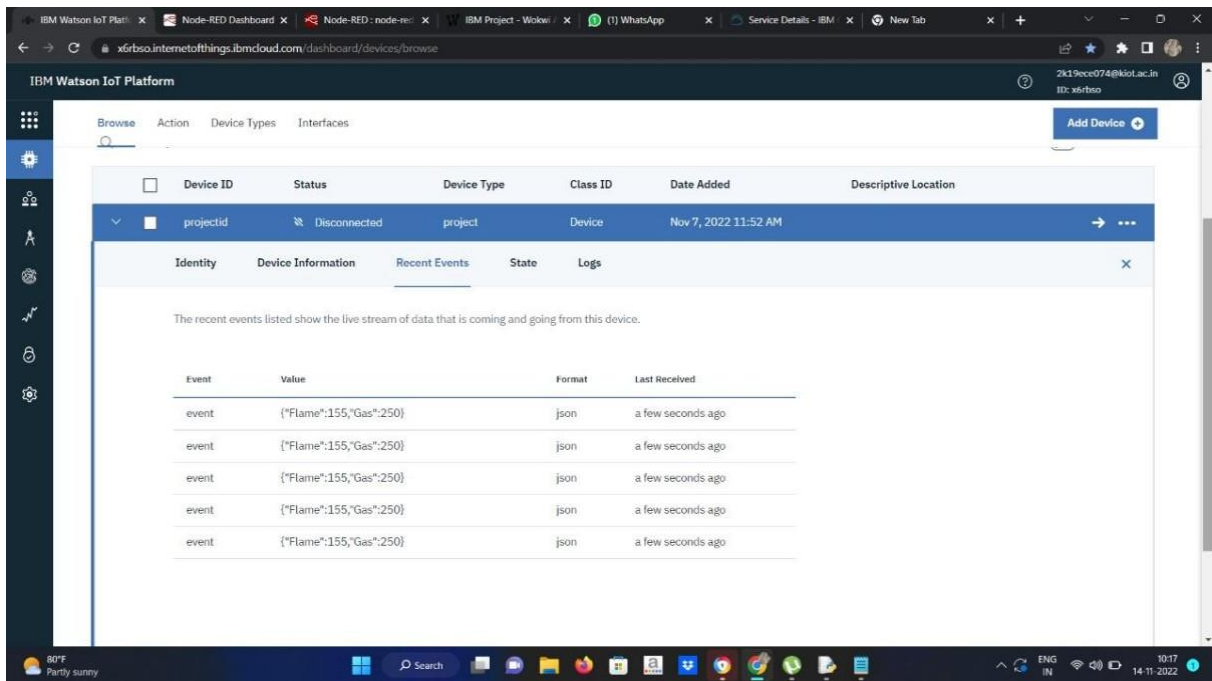 IBM Watson IoT Platf
Node-RED Dashboard
Node-RED : node-red
IBM Project - Wokwi
(1) WhatsApp
Service Details - IBM
New Tab
x6rbso.internetofthings.ibmcloud.com/dashboard/devices/browse
IBM Watson IoT Platform
2k19ece074@kiot.ac.in
ID: x6rbso
Browse Action Device Types Interfaces
Add Device
Device ID Status Device Type Class ID Date Added Descriptive Location
projectid Disconnected project Device Nov 7, 2022 11:52 AM
Identity Device Information Recent Events State Logs
The recent events listed show the live stream of data that is coming and going from this device.
Event Value Format Last Received
event {"Flame":155,"Gas":250} json a few seconds ago
event {"Flame":155,"Gas":250} json a few seconds ago
event {"Flame":155,"Gas":250} json a few seconds ago
event {"Flame":155,"Gas":250} json a few seconds ago
event {"Flame":155,"Gas":250} json a few seconds ago
80°F
Partly sunny
Search
ENG
IN
10:17
14-11-2022
1